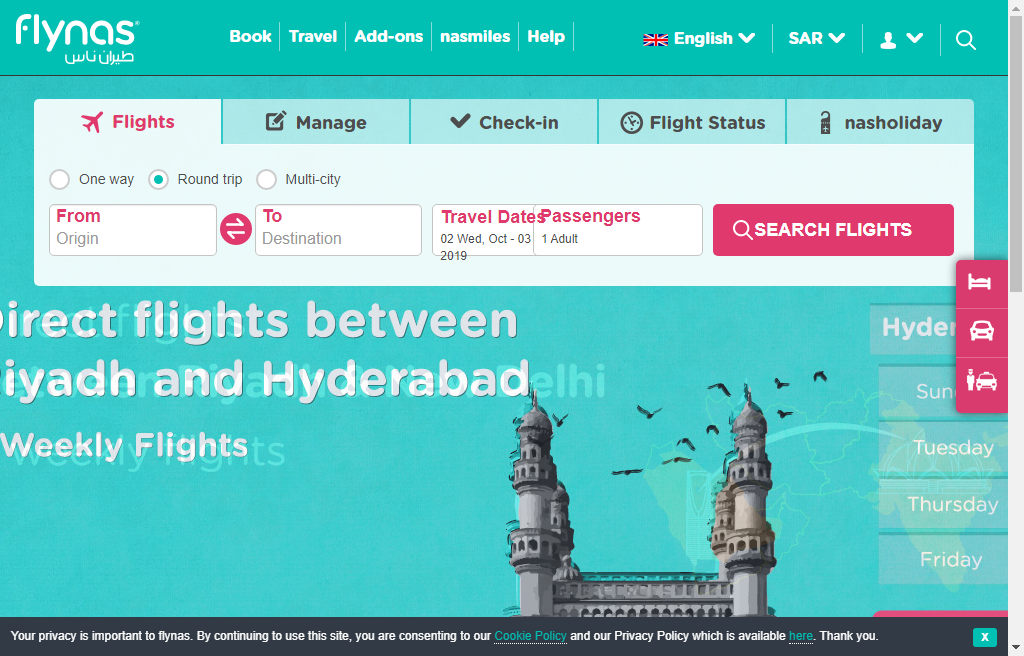 flynas
طيران ناس
Book Travel Add-ons nasmiles Help
English SAR
Flights Manage Check-in Flight Status nasholiday
One way Round trip Multi-city
From To Travel Dates Passengers
Origin Destination 02 Wed, Oct - 03 1 Adult
2019
SEARCH FLIGHTS
Direct flights between
Riyadh and Hyderabad
Weekly Flights
Tuesday
Thursday
Friday
Your privacy is important to flynas. By continuing to use this site, you are consenting to our Cookie Policy and our Privacy Policy which is available here. Thank you.
X